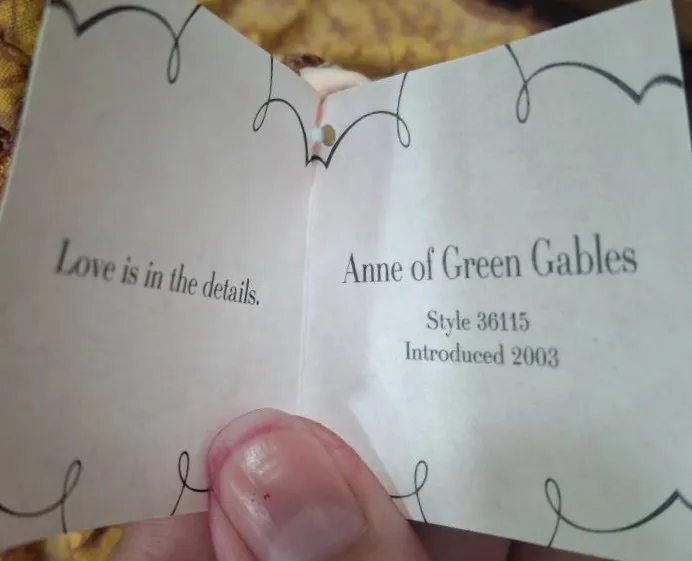 Love is in the details.
Anne of Green Gables
Style 36115
Introduced 2003